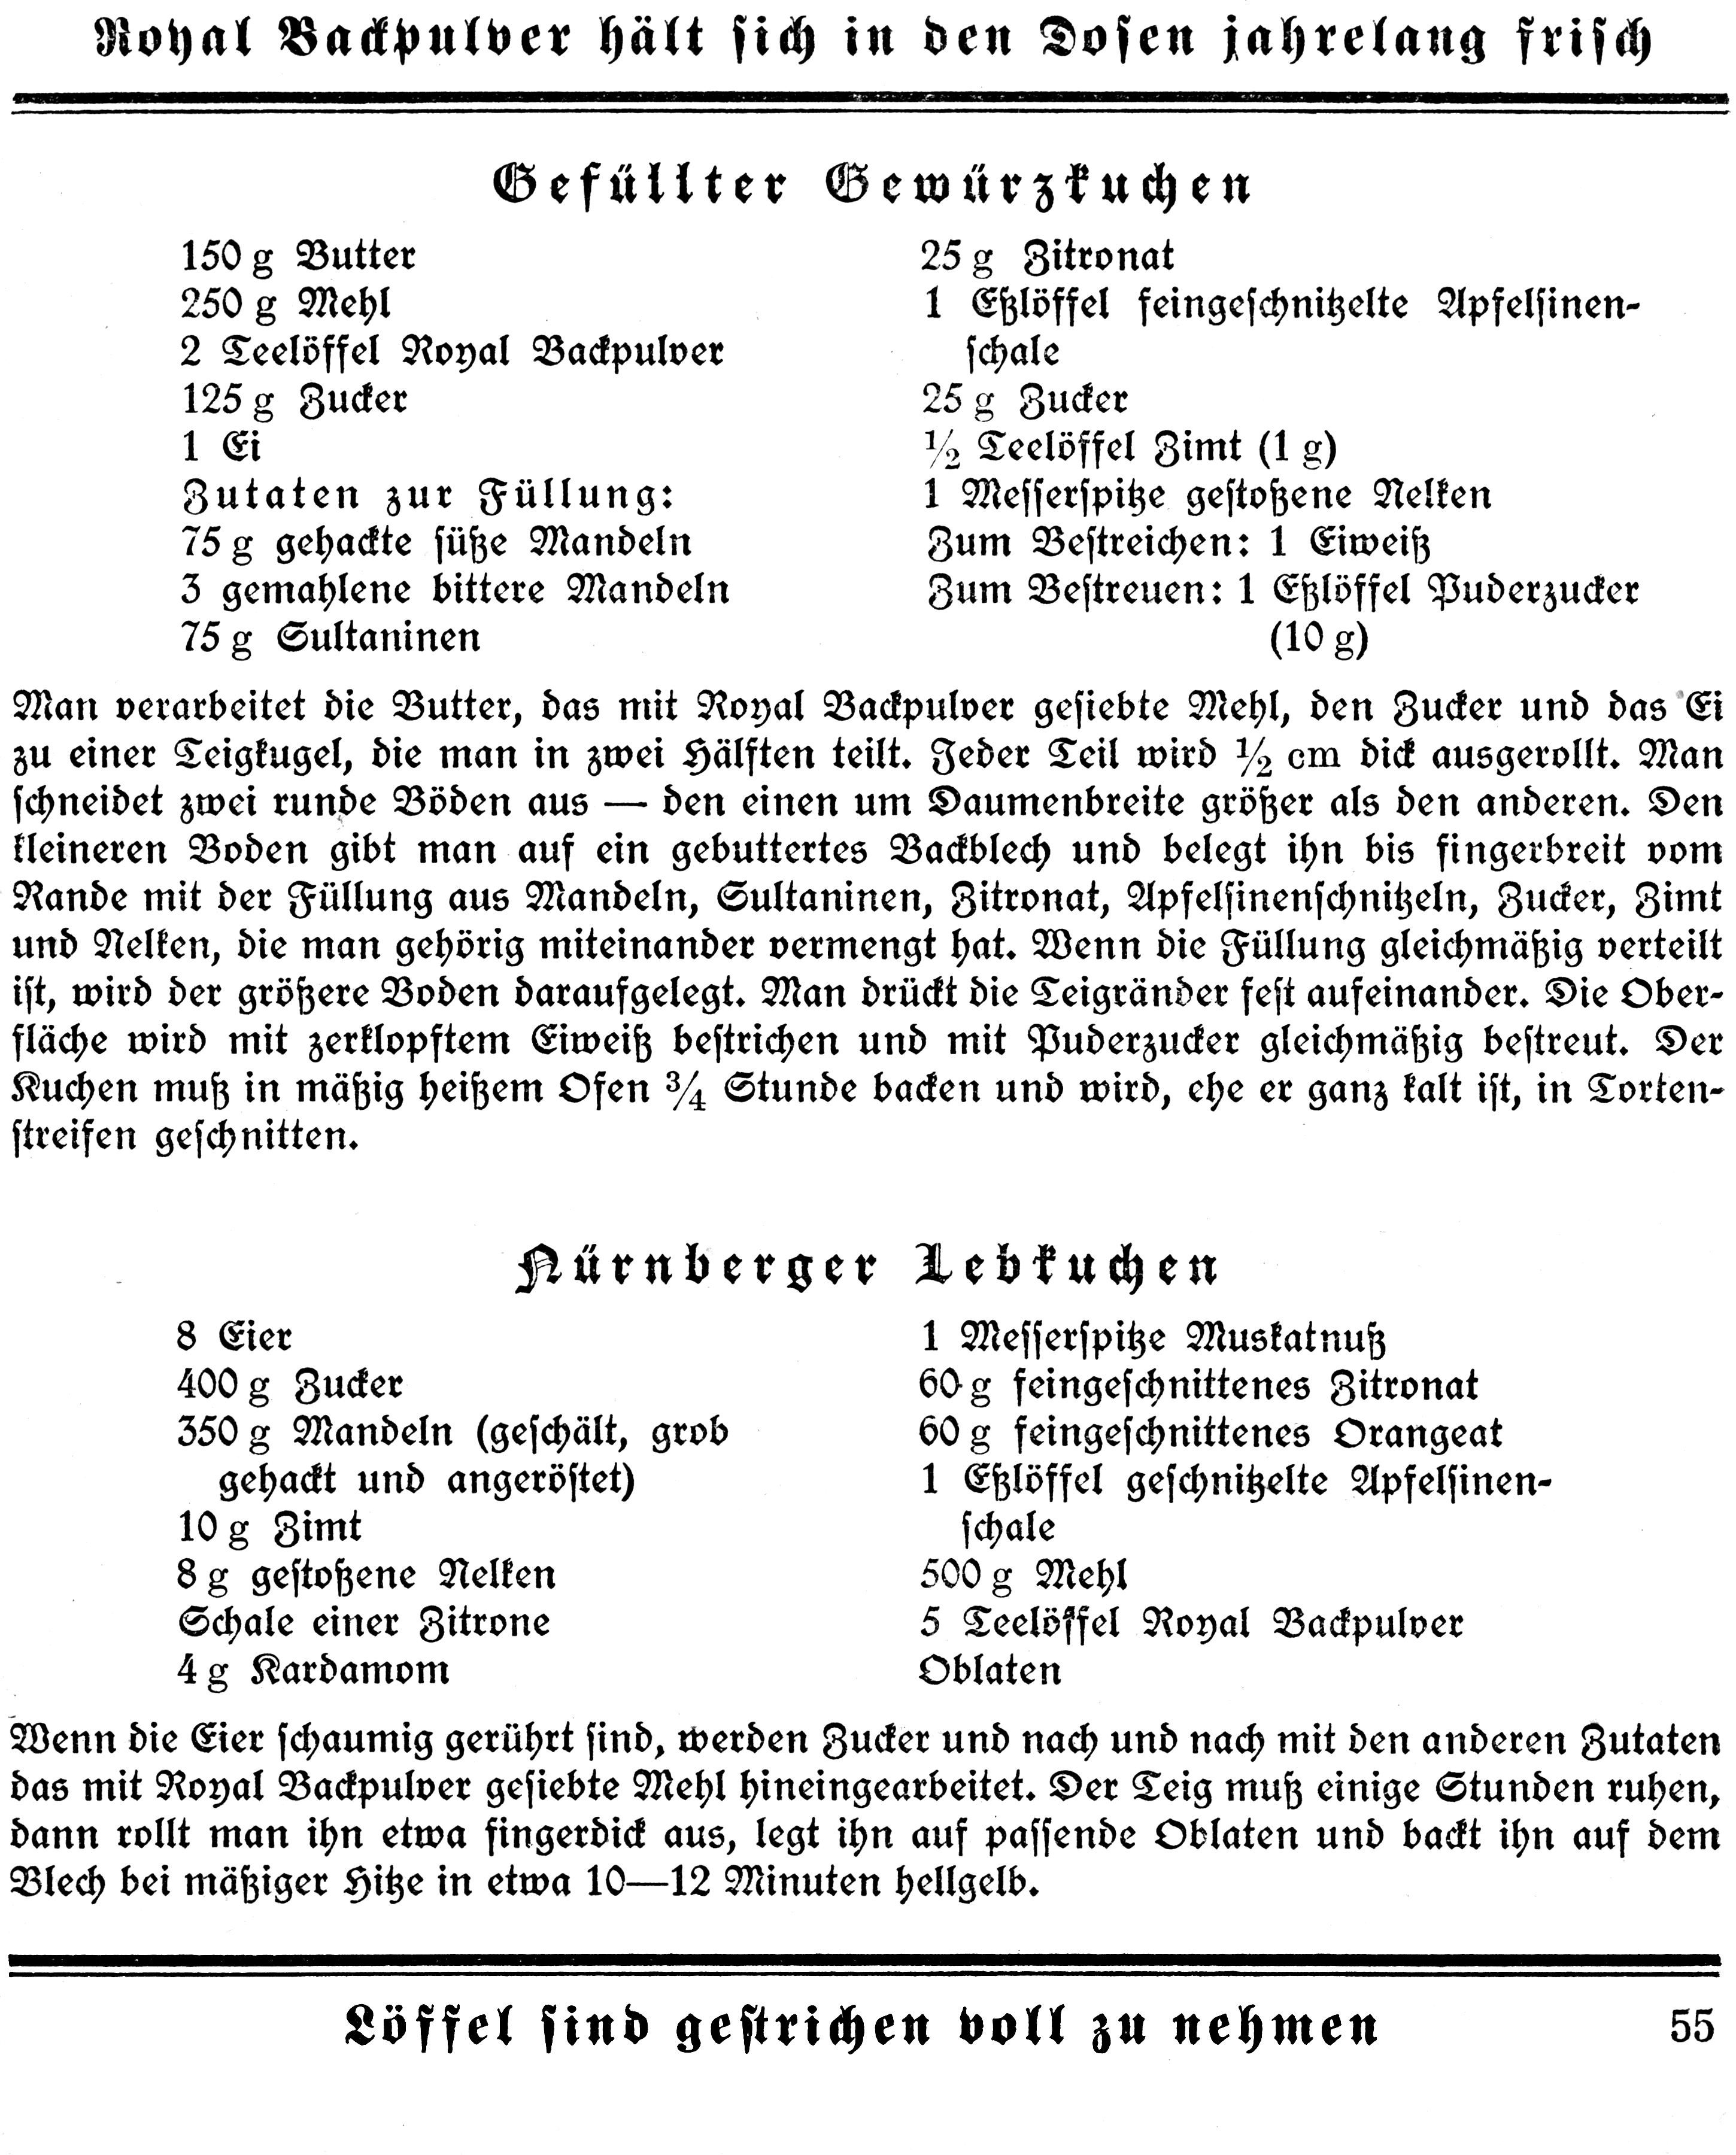 Royal Backpulver hält sich in den Dosen jahrelang frisch
Gefüllter Gewürzkuchen
150 g Butter
250 g Mehl
2 Teelöffel Royal Backpulver
125 g Zucker
1 Ei
Zutaten zur Füllung:
75 g gehackte süße Mandeln
3 gemahlene bittere Mandeln
75 g Sultaninen
25 g Zitronat
1 Eßlöffel feingeschnitzelte Apfelsinen-
schale
25 g Zucker
½ Teelöffel Zimt (1 g)
1 Messerspitze gestoßene Nelken
Zum Bestreichen: 1 Eiweiß
Zum Bestreuen: 1 Eßlöffel Puderzucker
(10 g)
Man verarbeitet die Butter, das mit Royal Backpulver gesiebte Mehl, den Zucker und das Ei
zu einer Teigkugel, die man in zwei Hälften teilt. Jeder Teil wird ½ cm dick ausgerollt. Man
schneidet zwei runde Böden aus — den einen um Daumenbreite größer als den anderen. Den
kleineren Boden gibt man auf ein gebuttertes Backblech und belegt ihn bis fingerbreit vom
Rande mit der Füllung aus Mandeln, Sultaninen, Zitronat, Apfelsinenschnitzeln, Zucker, Zimt
und Nelken, die man gehörig miteinander vermengt hat. Wenn die Füllung gleichmäßig verteilt
ist, wird der größere Boden daraufgelegt. Man drückt die Teigränder fest aufeinander. Die Ober-
fläche wird mit zerklopftem Eiweiß bestrichen und mit Puderzucker gleichmäßig bestreut. Der
Kuchen muß in mäßig heißem Ofen ¾ Stunde backen und wird, ehe er ganz kalt ist, in Torten-
streifen geschnitten.
Nürnberger Lebkuchen
8 Eier
400 g Zucker
350 g Mandeln (geschält, grob
gehackt und angeröstet)
10 g Zimt
8 g gestoßene Nelken
Schale einer Zitrone
4 g Kardamom
1 Messerspitze Muskatnuß
60 g feingeschnittenes Zitronat
60 g feingeschnittenes Orangeat
1 Eßlöffel geschnitzelte Apfelsinen-
schale
500 g Mehl
5 Teelöffel Royal Backpulver
Oblaten
Wenn die Eier schaumig gerührt sind, werden Zucker und nach und nach mit den anderen Zutaten
das mit Royal Backpulver gesiebte Mehl hineingearbeitet. Der Teig muß einige Stunden ruhen,
dann rollt man ihn etwa fingerdick aus, legt ihn auf passende Oblaten und backt ihn auf dem
Blech bei mäßiger Hitze in etwa 10—12 Minuten hellgelb.
Löffel sind gestrichen voll zu nehmen
55